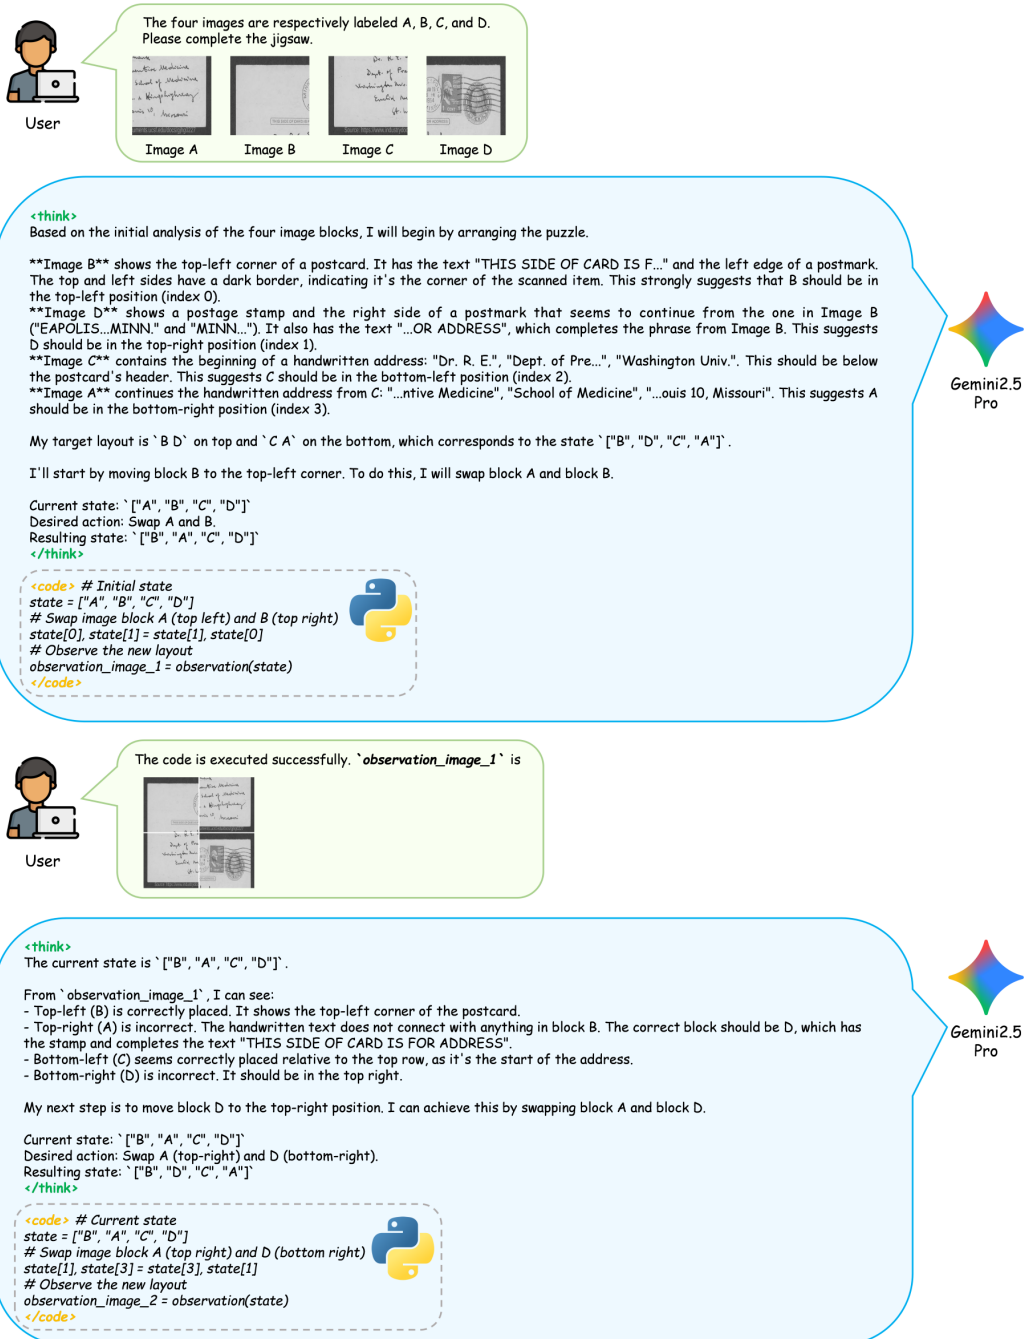 The four images are respectively labeled A, B, C, and D.
Please complete the jigsaw.
User
Image A
Image B
Image C
Image D
<think>
Based on the initial analysis of the four image blocks, I will begin by arranging the puzzle.
**Image B** shows the top-left corner of a postcard. It has the text "THIS SIDE OF CARD IS F..." and the left edge of a postmark.
The top and left sides have a dark border, indicating it's the corner of the scanned item. This strongly suggests that B should be in
the top-left position (index 0).
**Image D** shows a postage stamp and the right side of a postmark that seems to continue from the one in Image B
("EAPOLIS...MINN." and "MINN..."). It also has the text "...OR ADDRESS", which completes the phrase from Image B. This suggests
D should be in the top-right position (index 1).
**Image C** contains the beginning of a handwritten address: "Dr. R. E.", "Dept. of Pre...", "Washington Univ.". This should be below
the postcard's header. This suggests C should be in the bottom-left position (index 2).
**Image A** continues the handwritten address from C: "...ntive Medicine", "School of Medicine", "...ouis 10, Missouri". This suggests A
should be in the bottom-right position (index 3).
My target layout is `B D` on top and `C A` on the bottom, which corresponds to the state `["B", "D", "C", "A"]`.
I'll start by moving block B to the top-left corner. To do this, I will swap block A and block B.
Current state: `["A", "B", "C", "D"]`
Desired action: Swap A and B.
Resulting state: `["B", "A", "C", "D"]`
</think>
Gemini2.5
Pro
<code> # Initial state
state = ["A", "B", "C", "D"]
# Swap image block A (top left) and B (top right)
state[0], state[1] = state[1], state[0]
# Observe the new layout
observation_image_1 = observation(state)
</code>
The code is executed successfully. `observation_image_1` is
User
<think>
The current state is `["B", "A", "C", "D"]`.
From `observation_image_1`, I can see:
- Top-left (B) is correctly placed. It shows the top-left corner of the postcard.
- Top-right (A) is incorrect. The handwritten text does not connect with anything in block B. The correct block should be D, which has
the stamp and completes the text "THIS SIDE OF CARD IS FOR ADDRESS".
- Bottom-left (C) seems correctly placed relative to the top row, as it's the start of the address.
- Bottom-right (D) is incorrect. It should be in the top right.
My next step is to move block D to the top-right position. I can achieve this by swapping block A and block D.
Current state: `["B", "A", "C", "D"]`
Desired action: Swap A (top-right) and D (bottom-right).
Resulting state: `["B", "D", "C", "A"]`
</think>
Gemini2.5
Pro
<code> # Current state
state = ["B", "A", "C", "D"]
# Swap image block A (top right) and D (bottom right)
state[1], state[3] = state[3], state[1]
# Observe the new layout
observation_image_2 = observation(state)
</code>